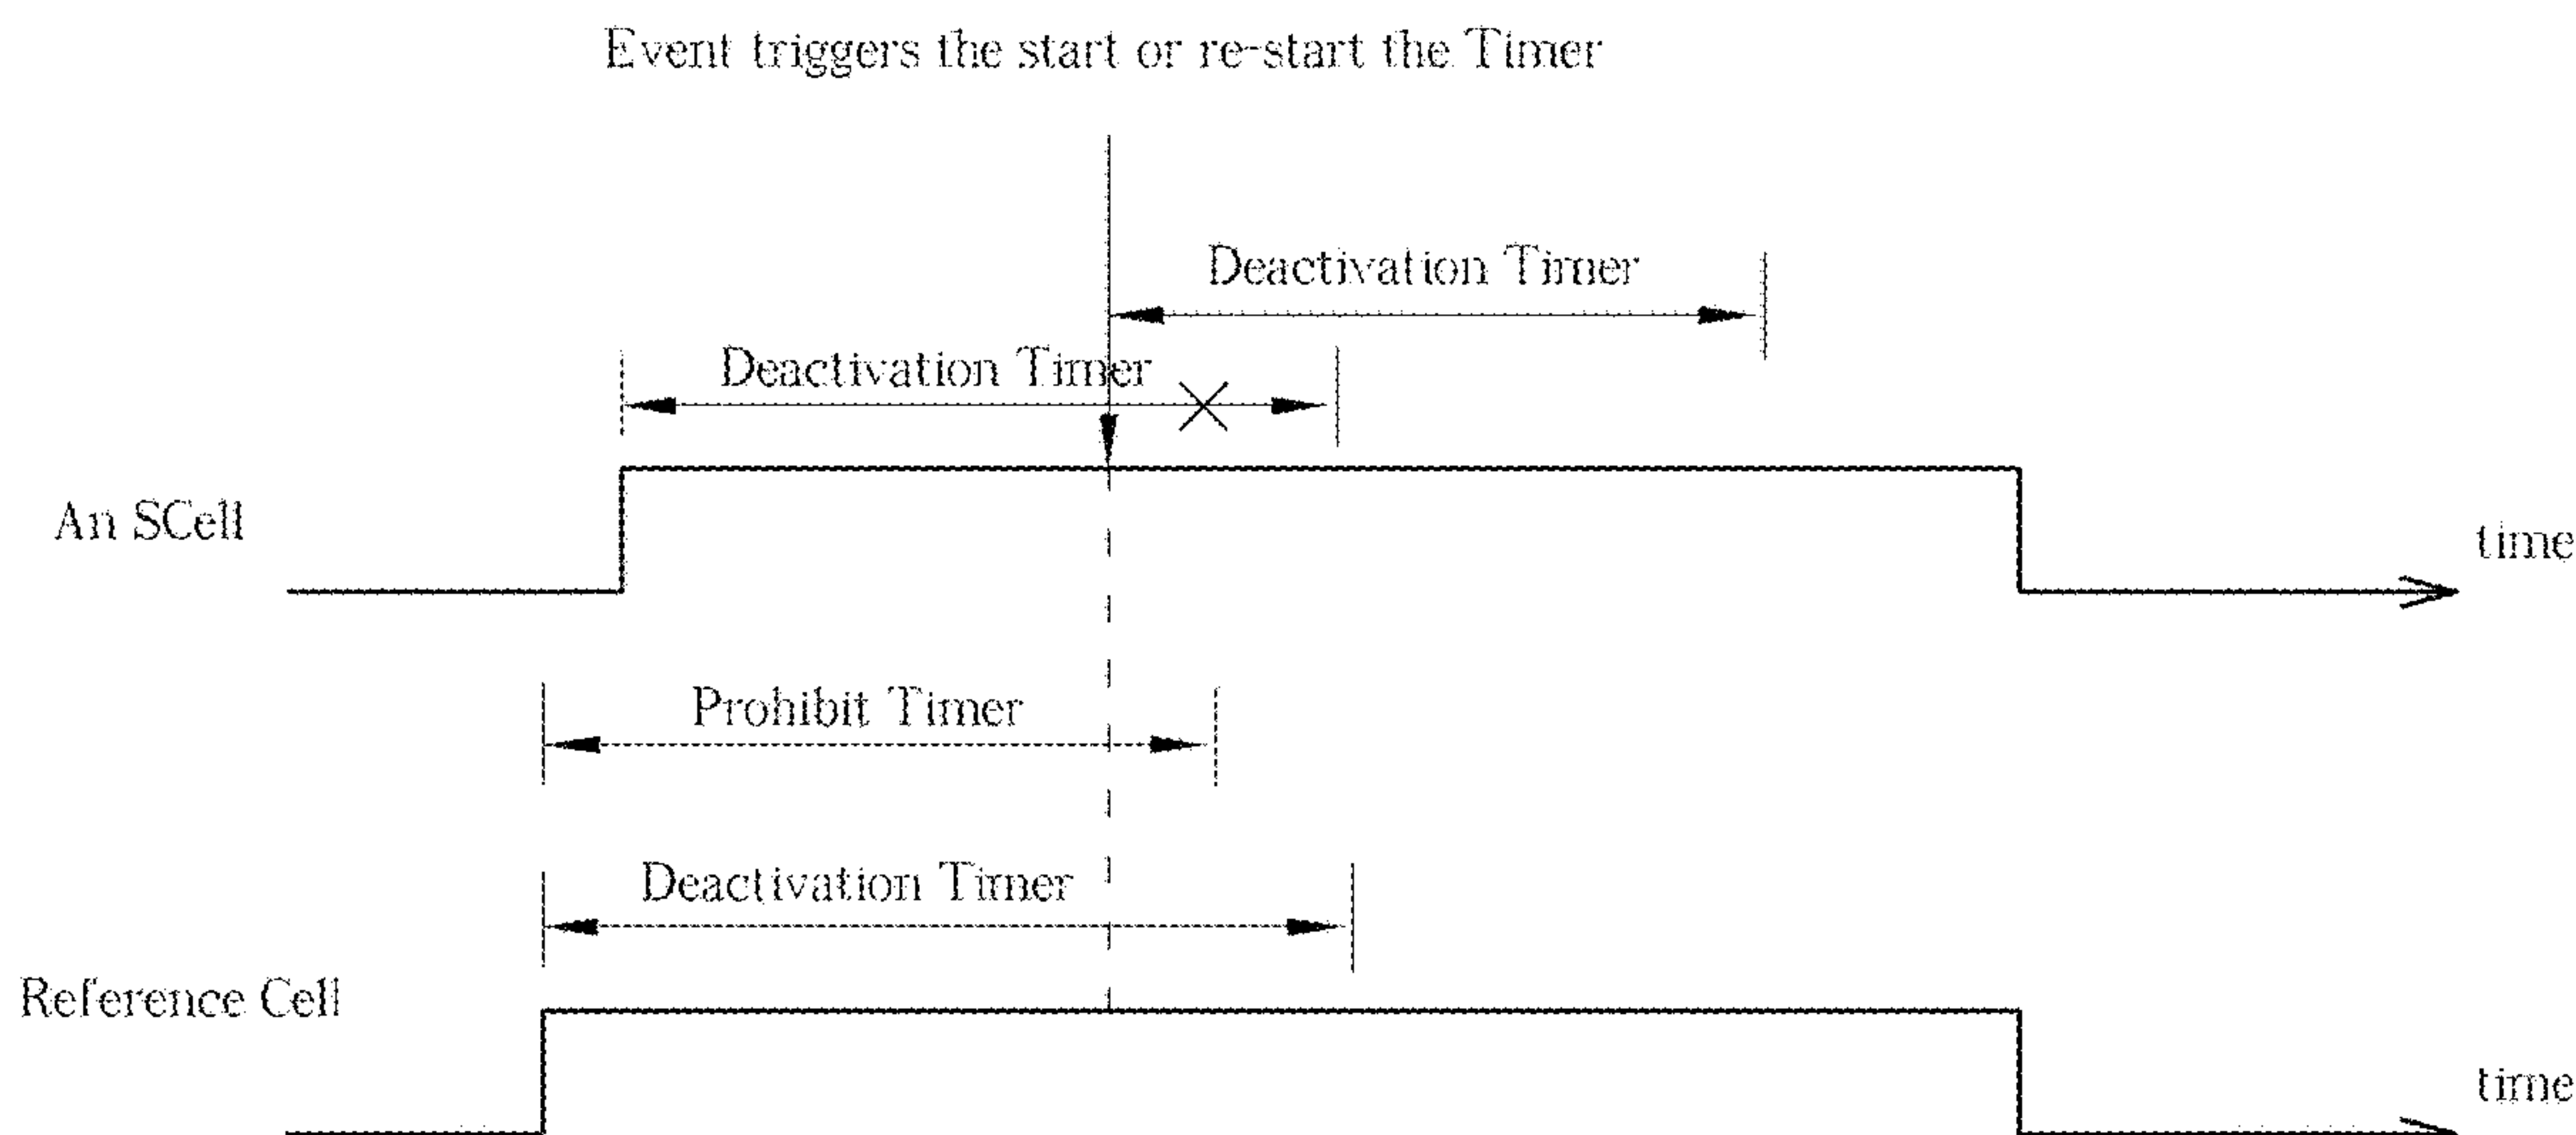 Event triggers the start or re-start the Timer
Deactivation Timer
Deactivation Timer
An SCell
time
Prohibit Timer
Deactivation Timer
Reference Cell
time